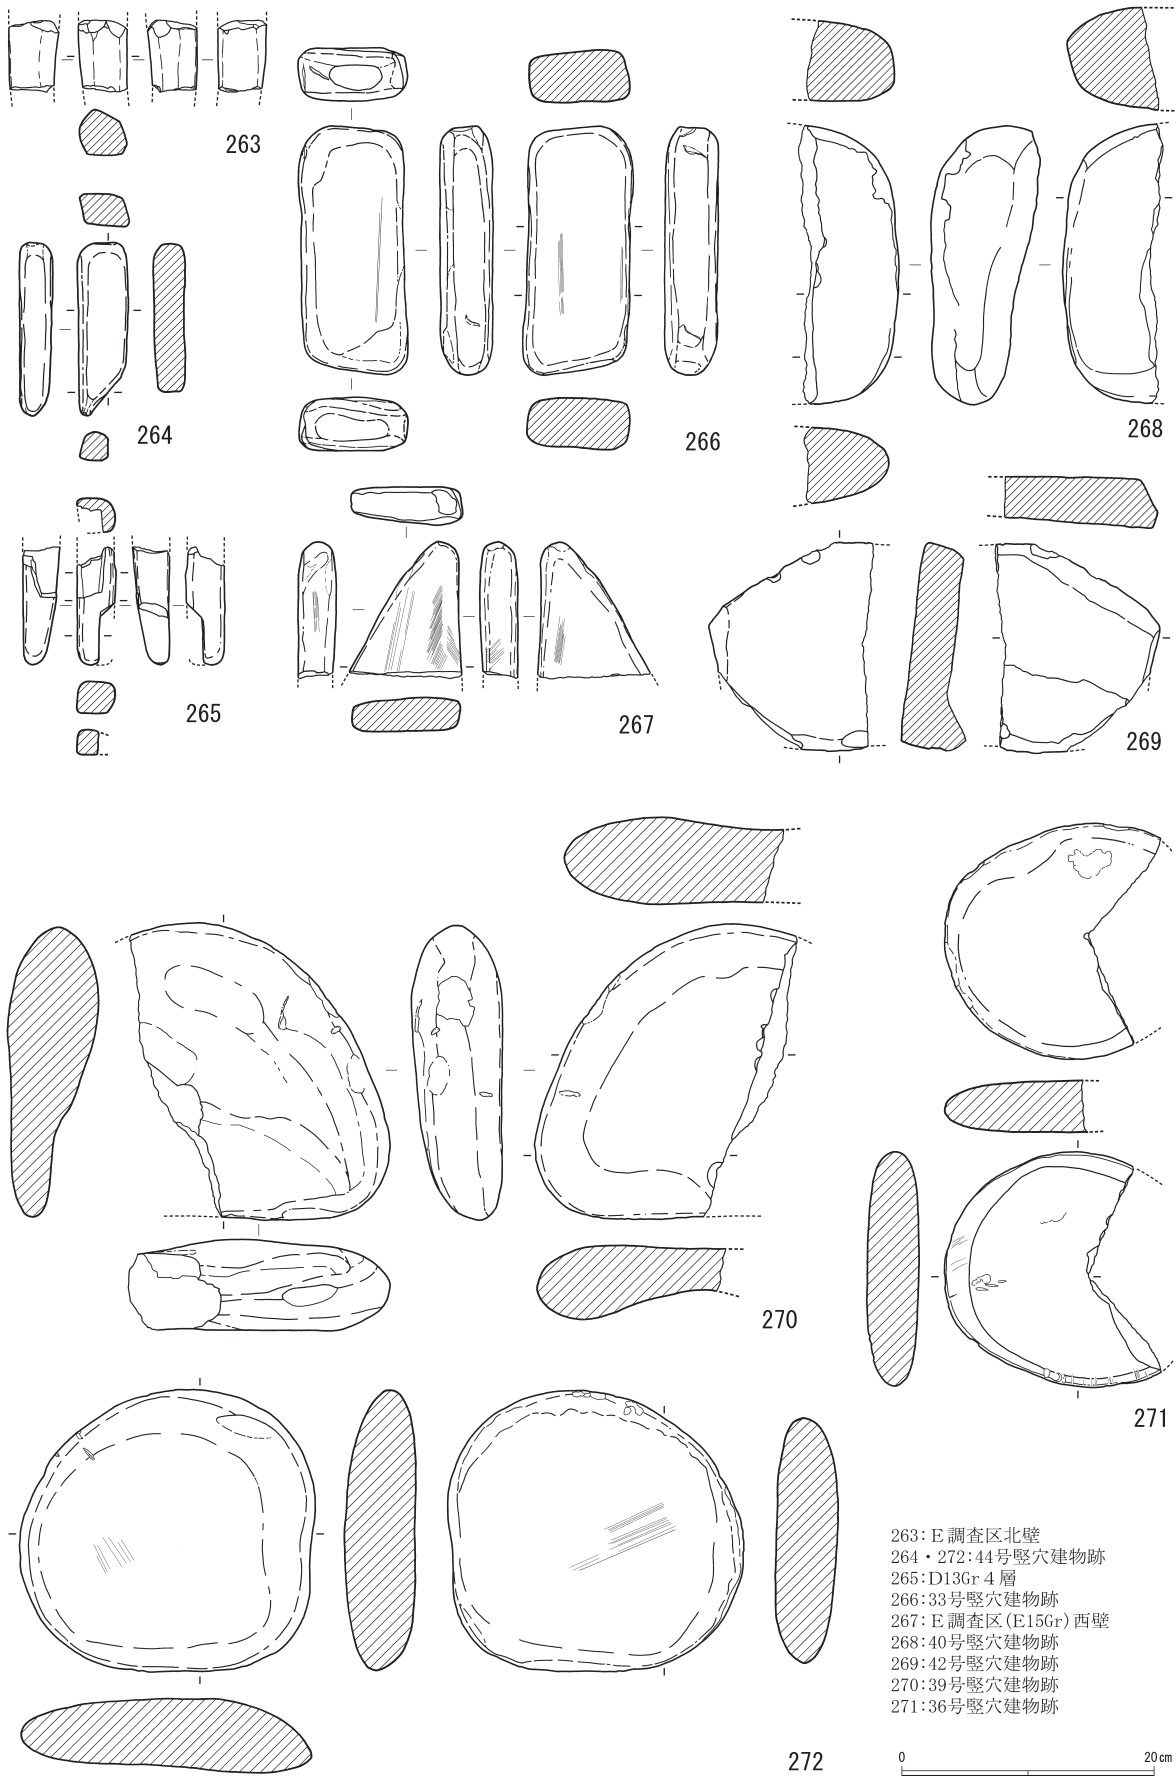 263
264
266
268
265
267
269
270
271
263：Ｅ調査区北壁
264・272：44号竪穴建物跡
265：D13Gr４層
266：33号竪穴建物跡
267：Ｅ調査区（E15Gr）西壁
268：40号竪穴建物跡
269：42号竪穴建物跡
270：39号竪穴建物跡
271：36号竪穴建物跡
272
0 20cm